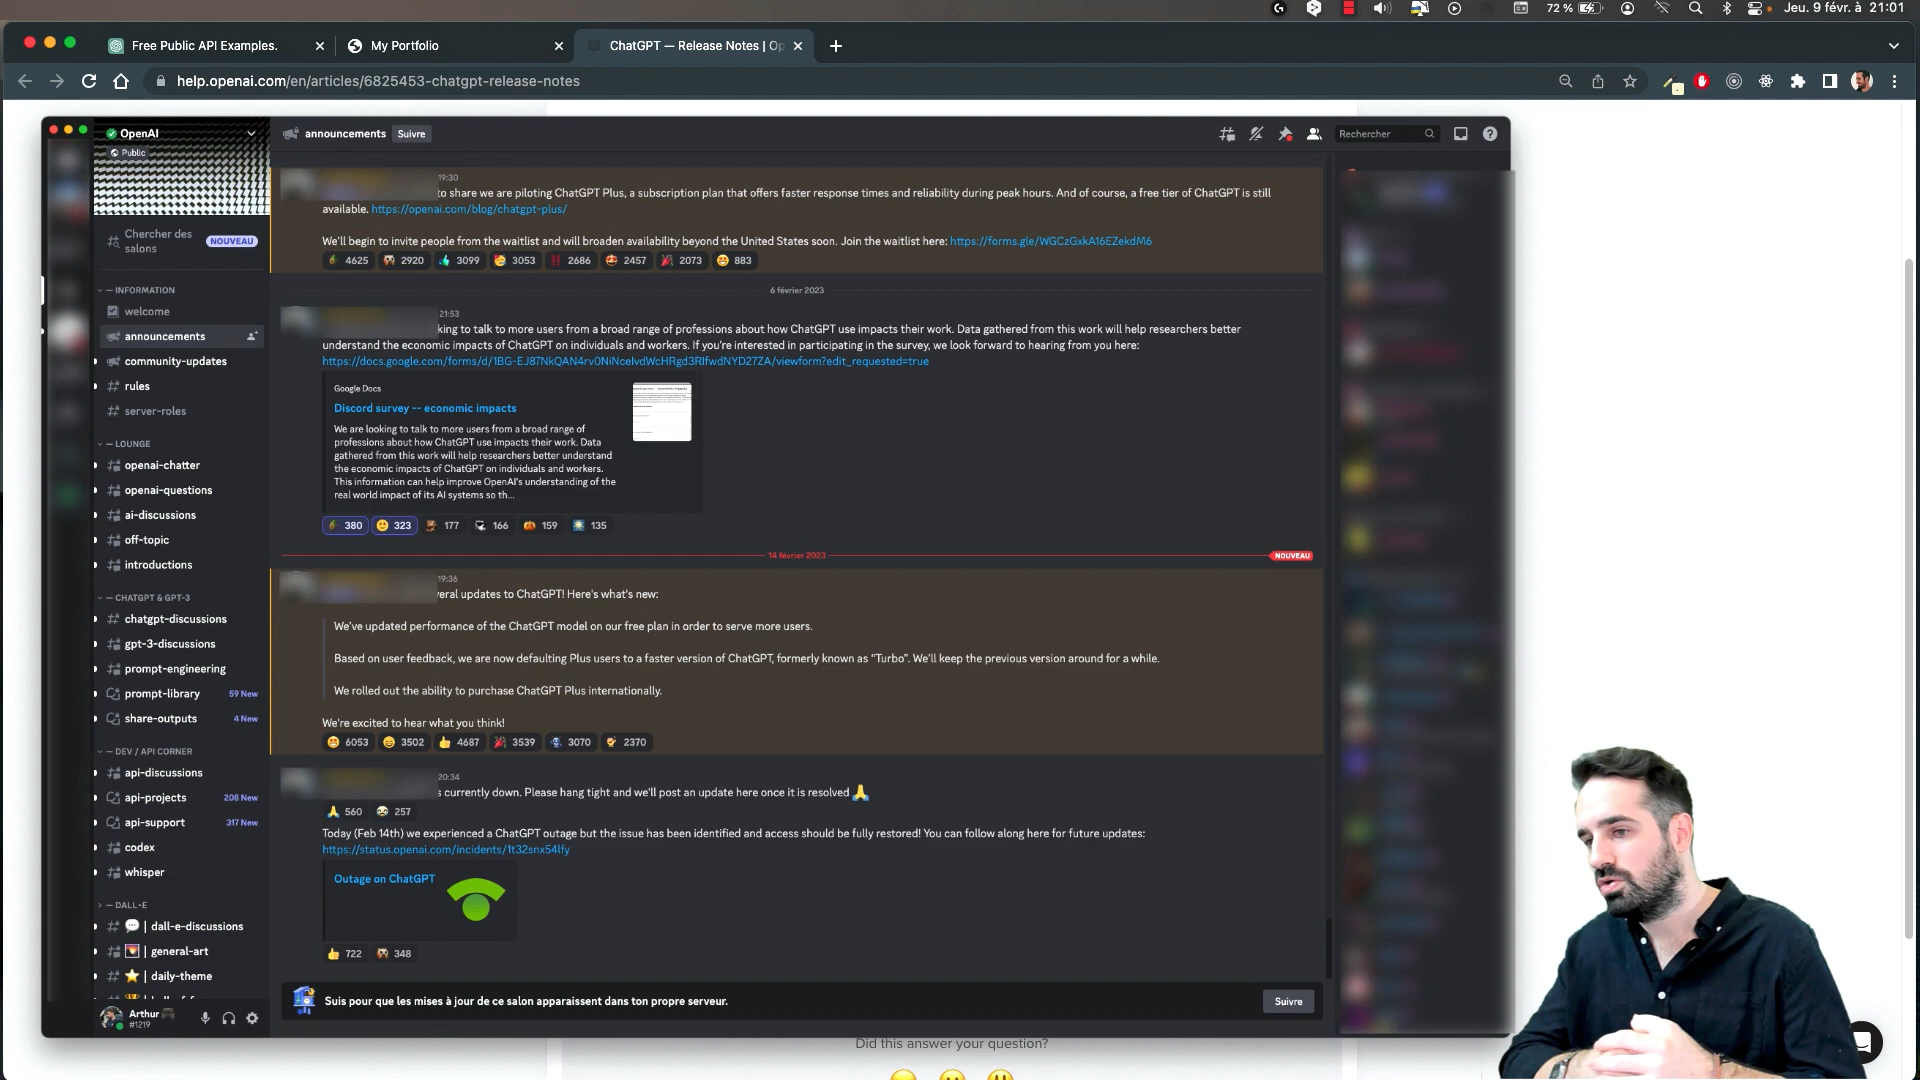 72 %
Jeu. 9 févr. à 21:01
Free Public API Examples.
My Portfolio
ChatGPT — Release Notes | Op
help.openai.com/en/articles/6825453-chatgpt-release-notes
OpenAI
Public
Chercher des
salons
NOUVEAU
— INFORMATION
welcome
announcements
community-updates
rules
server-roles
— LOUNGE
openai-chatter
openai-questions
ai-discussions
off-topic
introductions
— CHATGPT & GPT-3
chatgpt-discussions
gpt-3-discussions
prompt-engineering
prompt-library 59 New
share-outputs 4 New
— DEV / API CORNER
api-discussions
api-projects 208 New
api-support 317 New
codex
whisper
— DALL•E
💬 | dall-e-discussions
| general-art
⭐ | daily-theme
Arthur 🎮
#1219
announcements Suivre
Rechercher
19:30
to share we are piloting ChatGPT Plus, a subscription plan that offers faster response times and reliability during peak hours. And of course, a free tier of ChatGPT is still
available. https://openai.com/blog/chatgpt-plus/
We'll begin to invite people from the waitlist and will broaden availability beyond the United States soon. Join the waitlist here: https://forms.gle/WGCzGxkA16EZekdM6
4625 2920 3099 3053 2686 2457 2073 883
6 février 2023
21:53
king to talk to more users from a broad range of professions about how ChatGPT use impacts their work. Data gathered from this work will help researchers better
understand the economic impacts of ChatGPT on individuals and workers. If you're interested in participating in the survey, we look forward to hearing from you here:
https://docs.google.com/forms/d/1BG-EJ87NkQAN4rv0NiNceIvdWcHRgd3RIfwdNYD27ZA/viewform?edit_requested=true
Google Docs
Discord survey -- economic impacts
We are looking to talk to more users from a broad range of
professions about how ChatGPT use impacts their work. Data
gathered from this work will help researchers better understand
the economic impacts of ChatGPT on individuals and workers.
This information can help improve OpenAI's understanding of the
real world impact of its AI systems so th...
380 323 177 166 159 135
14 février 2023
NOUVEAU
19:36
veral updates to ChatGPT! Here's what's new:
We've updated performance of the ChatGPT model on our free plan in order to serve more users.
Based on user feedback, we are now defaulting Plus users to a faster version of ChatGPT, formerly known as “Turbo”. We'll keep the previous version around for a while.
We rolled out the ability to purchase ChatGPT Plus internationally.
We're excited to hear what you think!
6053 3502 4687 3539 3070 2370
20:34
s currently down. Please hang tight and we'll post an update here once it is resolved 🙏
560 257
Today (Feb 14th) we experienced a ChatGPT outage but the issue has been identified and access should be fully restored! You can follow along here for future updates:
https://status.openai.com/incidents/1t32snx54lfy
Outage on ChatGPT
722 348
Suis pour que les mises à jour de ce salon apparaissent dans ton propre serveur.
Suivre
Did this answer your question?